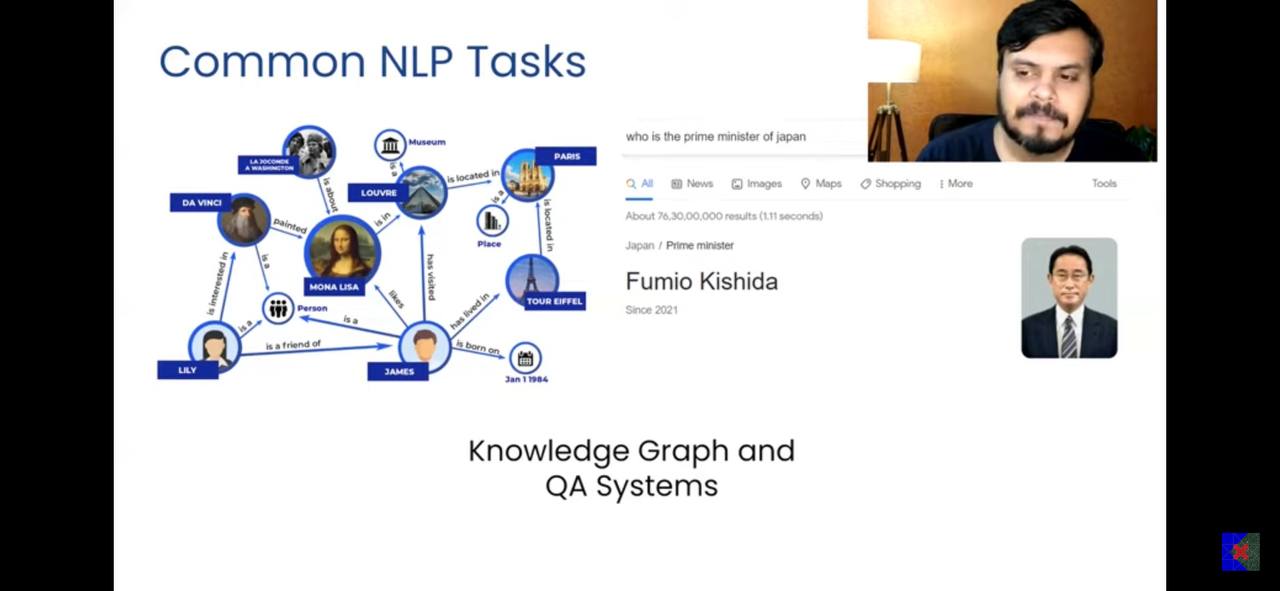 Common NLP Tasks
LA JOCONDE
A WASHINGTON
Museum
PARIS
is a
is located in
DA VINCI
LOUVRE
is about
is a
painted
is in
Place
is located in
is a
MONA LISA
is interested in
has visited
likes
TOUR EIFFEL
Person
has lived in
is a
is a
is a friend of
is born on
LILY
JAMES
Jan 1 1984
who is the prime minister of japan
All News Images Maps Shopping More Tools
About 76,30,00,000 results (1.11 seconds)
Japan / Prime minister
Fumio Kishida
Since 2021
Knowledge Graph and
QA Systems